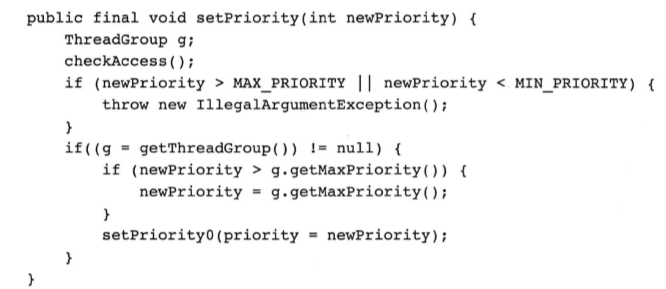 public final void setPriority(int newPriority) {
    ThreadGroup g;
    checkAccess();
    if (newPriority > MAX_PRIORITY || newPriority < MIN_PRIORITY) {
        throw new IllegalArgumentException();
    }
    if((g = getThreadGroup()) != null) {
        if (newPriority > g.getMaxPriority()) {
            newPriority = g.getMaxPriority();
        }
        setPriority0(priority = newPriority);
    }
}